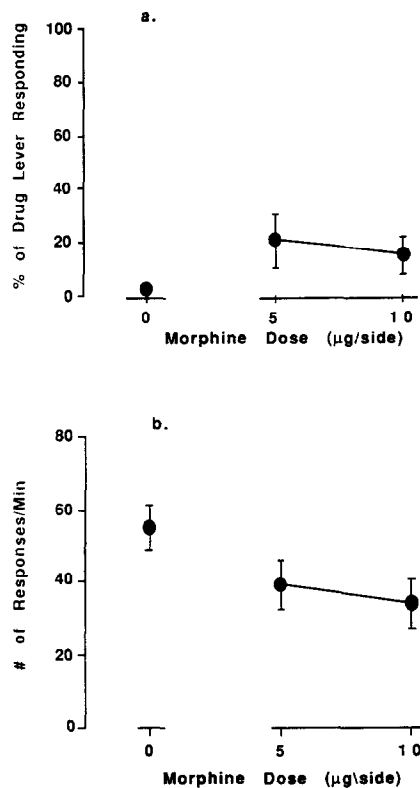 a.
% of Drug Lever Responding
100
80
60
40
20
0
0 5 10
Morphine Dose (µg/side)
b.
# of Responses/Min
80
60
40
20
0
0 5 10
Morphine Dose (µg\side)